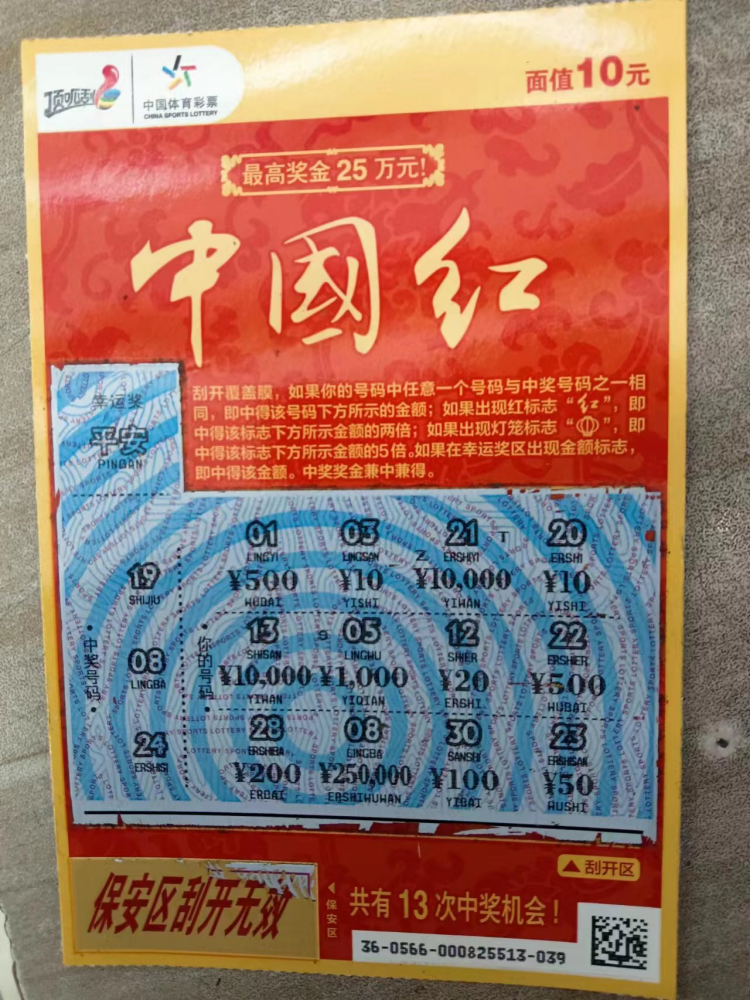 顶呱刮
中国体育彩票
CHINA SPORTS LOTTERY
面值10元
最高奖金 25 万元!
中國红
刮开覆盖膜，如果你的号码中任意一个号码与中奖号码之一相
同，即中得该号码下方所示的金额；如果出现红标志“红”，即
中得该标志下方所示金额的两倍；如果出现灯笼标志“”，即
中得该标志下方所示金额的5倍。如果在幸运奖区出现金额标志，
即中得该金额。中奖奖金兼中兼得。
幸运奖
平安
PINGAN
中奖号码
19
SHIJIU
08
LINGBA
24
ERSHISI
你的号码
01 03 21 20
LINGYI LINGSAN ERSHIYI ERSHI
Z T
¥500 ¥10 ¥10,000 ¥10
WUBAI YISHI YIWAN YISHI
13 9 05 12 22
SHISAN LINGWU SHIER ERSHIER
¥10,000 ¥1,000 ¥20 ¥500
YIWAN YIQIAN ERSHI WUBAI
28 08 30 23
ERSHIBA LINGBA SANSHI ERSHISAN
¥200 ¥250,000 ¥100 ¥50
ERBAI ERSHIWUWAN YIBAI WUSHI
▲刮开区
保安区刮开无效
◀保安区
共有 13 次中奖机会！
36-0566-000825513-039